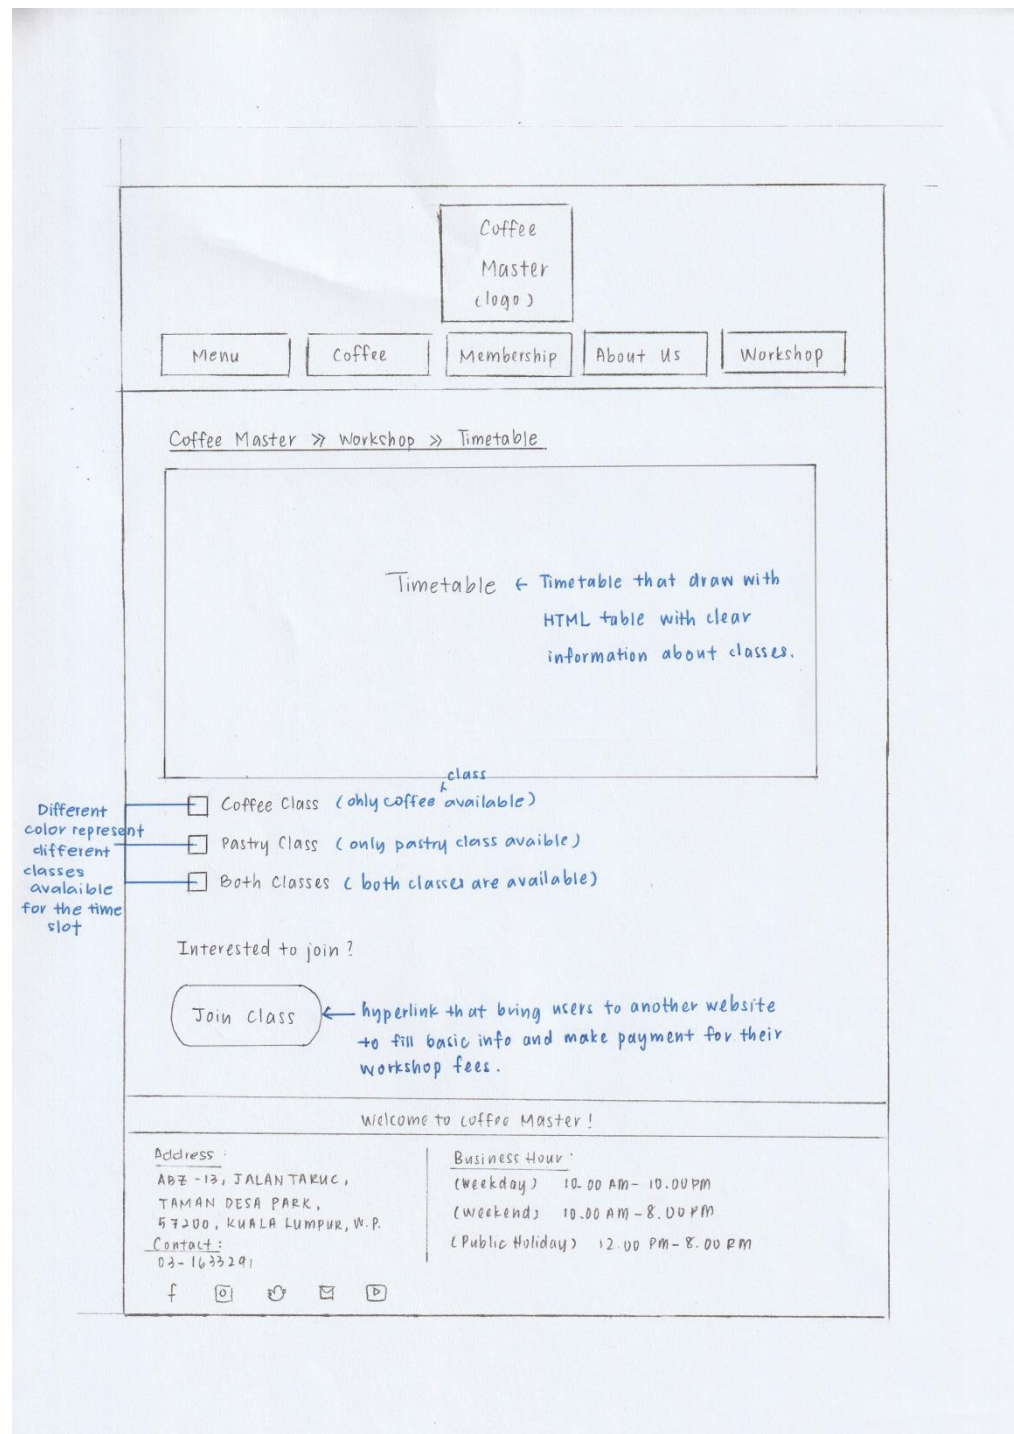 Coffee
Master
(logo)
Menu
Coffee
Membership
About Us
Workshop
Coffee Master » Workshop » Timetable
Timetable ← Timetable that draw with
HTML table with clear
information about classes.
class
Coffee Class (only coffee available)
Pastry Class (only pastry class avaible)
Both Classes (both classes are available)
Different
color represent
different
classes
avalaible
for the time
slot
Interested to join?
Join Class
hyperlink that bring users to another website
to fill basic info and make payment for their
workshop fees.
Welcome to Coffee Master!
Address:
ABZ-13, JALAN TARUC,
TAMAN DESA PARK,
57200, KUALA LUMPUR, W.P.
Contact:
03-1633291
Business Hour:
(Weekday) 10.00 AM - 10.00 PM
(Weekend) 10.00 AM - 8.00 PM
(Public Holiday) 12.00 PM - 8.00 PM